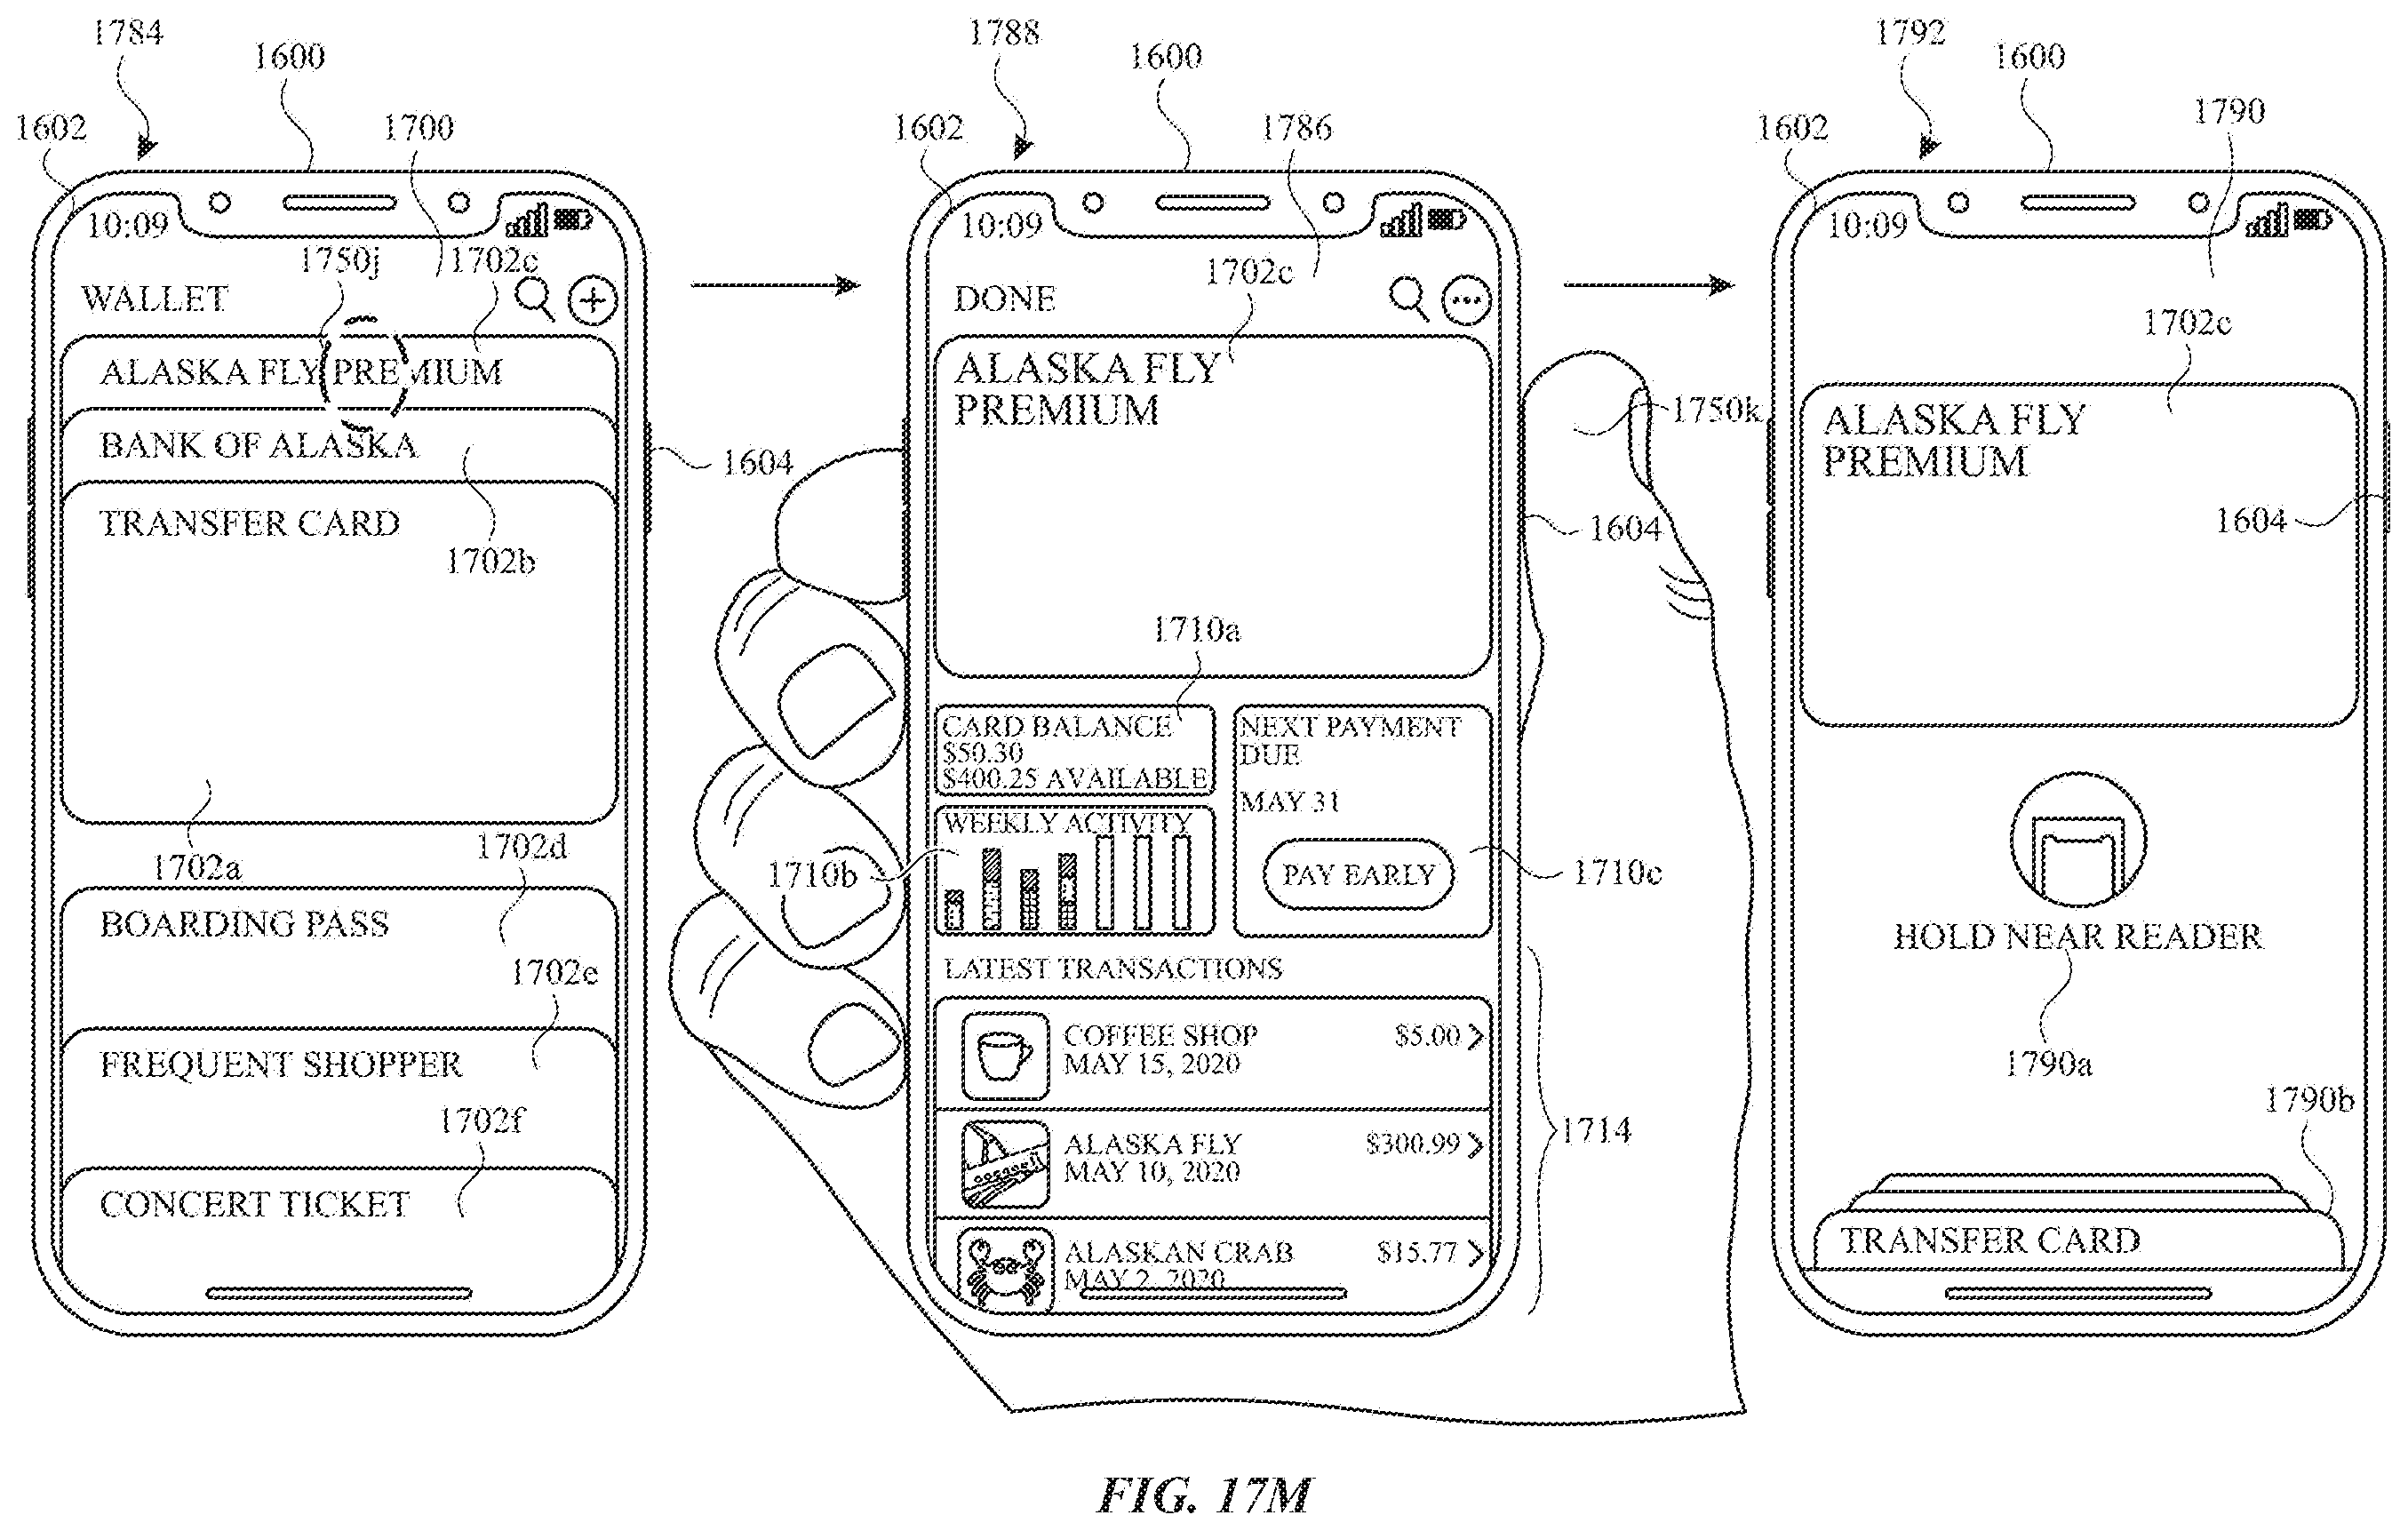 1784
1600
1602
1700
10:09
1750j
1702c
WALLET
ALASKA FLY PREMIUM
BANK OF ALASKA
1604
TRANSFER CARD
1702b
1702a
1702d
BOARDING PASS
1702e
FREQUENT SHOPPER
1702f
CONCERT TICKET
1788
1600
1602
1786
10:09
1702c
DONE
ALASKA FLY
PREMIUM
1750k
1604
1710a
CARD BALANCE
$50.30
$400.25 AVAILABLE
NEXT PAYMENT
DUE
MAY 31
PAY EARLY
WEEKLY ACTIVITY
1710b
1710c
LATEST TRANSACTIONS
COFFEE SHOP
MAY 15, 2020
$5.00
ALASKA FLY
MAY 10, 2020
$300.99
1714
ALASKAN CRAB
MAY 2, 2020
$15.77
1792
1600
1602
1790
10:09
1702c
ALASKA FLY
PREMIUM
1604
HOLD NEAR READER
1790a
1790b
TRANSFER CARD
FIG. 17M